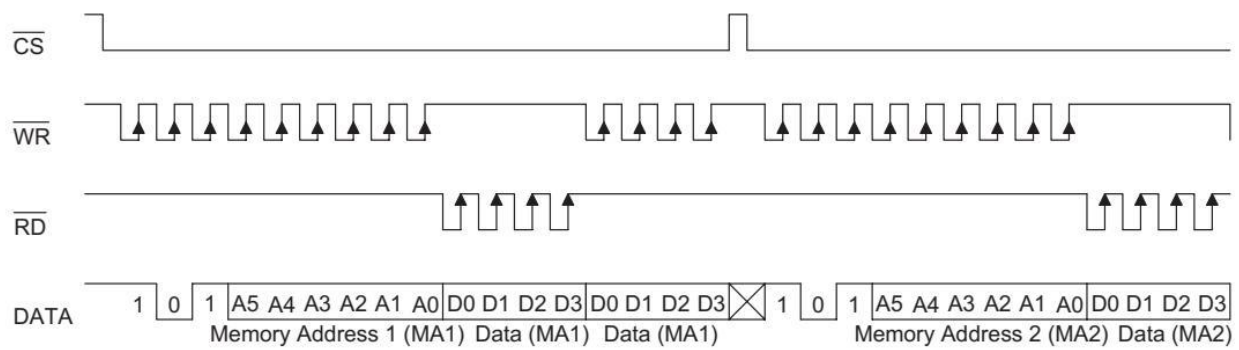 CS
WR
RD
DATA 1 0 1 A5 A4 A3 A2 A1 A0 D0 D1 D2 D3 D0 D1 D2 D3 1 0 1 A5 A4 A3 A2 A1 A0 D0 D1 D2 D3
Memory Address 1 (MA1) Data (MA1) Data (MA1) Memory Address 2 (MA2) Data (MA2)